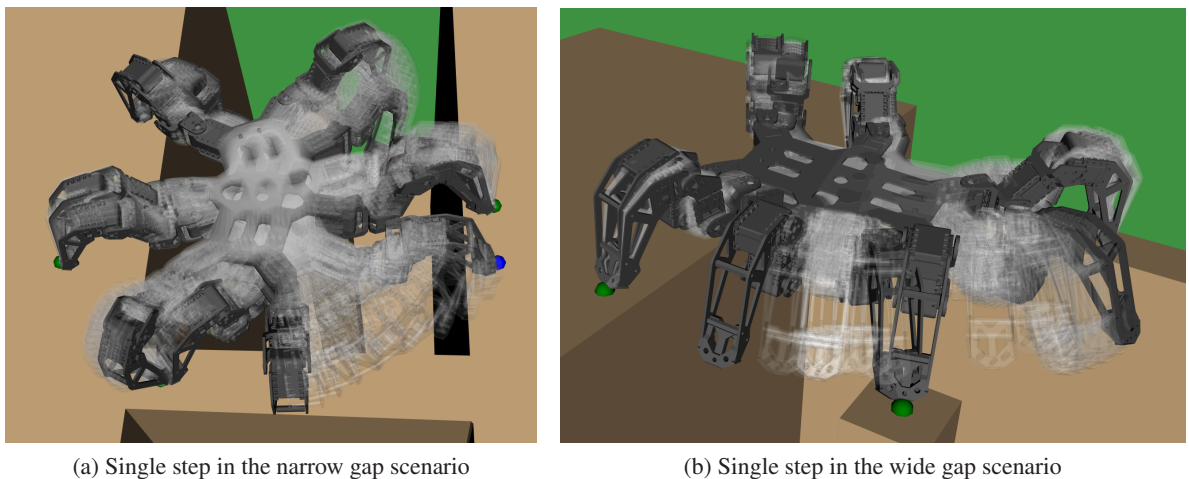 (a) Single step in the narrow gap scenario
(b) Single step in the wide gap scenario